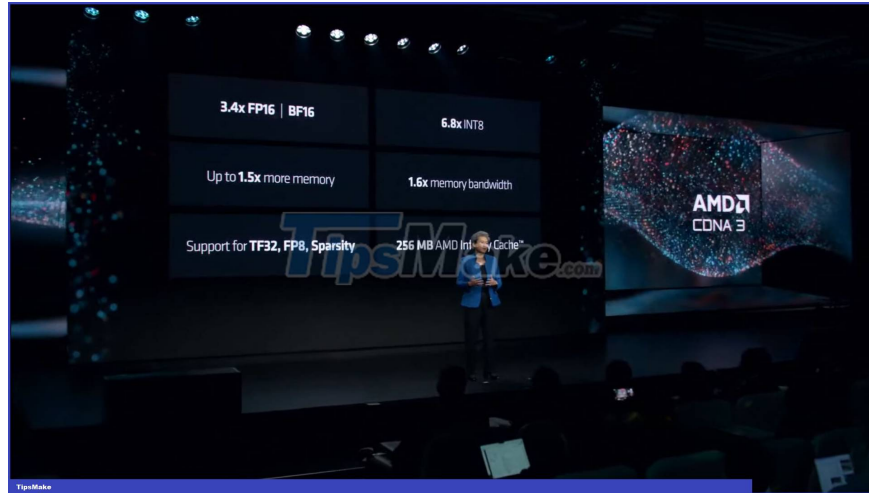 3.4x FP16 | BF16
6.8x INT8
Up to 1.5x more memory
1.6x memory bandwidth
Support for TF32, FP8, Sparsity
256 MB AMD Cache™
AMD
CDNA 3
TipsMake.com
TipsMake